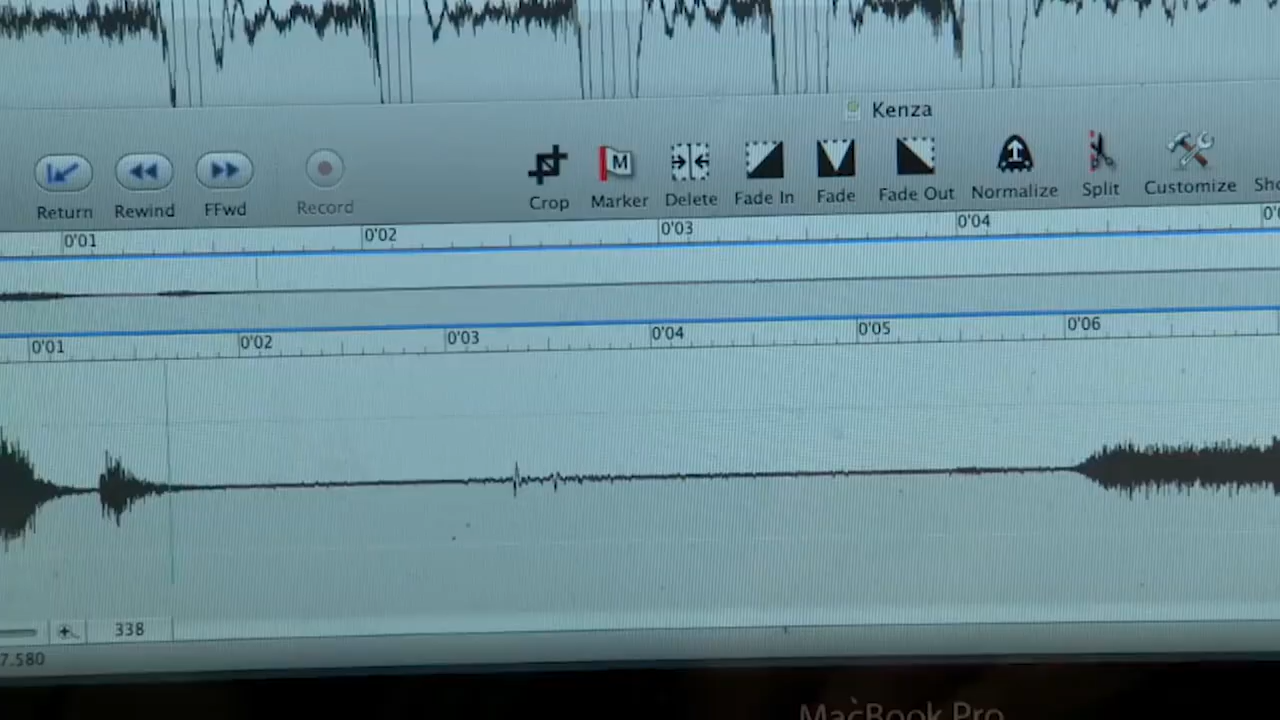 Kenza
Return Rewind FFwd Record Crop Marker Delete Fade In Fade Fade Out Normalize Split Customize
M
0'01 0'02 0'03 0'04
0'01 0'02 0'03 0'04 0'05 0'06
338
7.580
MacBook Pro